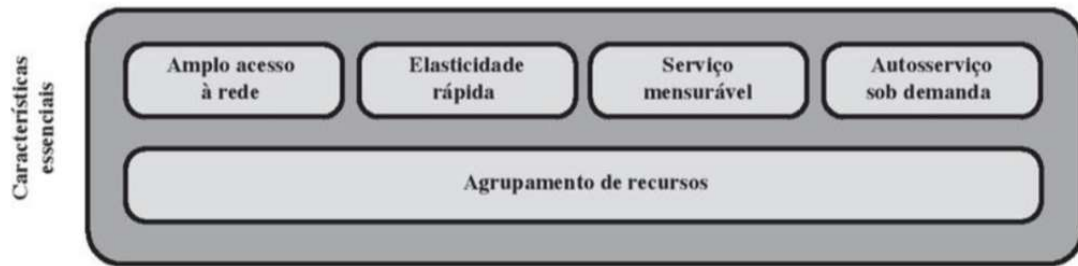 Características
essenciais
Amplo acesso
à rede
Elasticidade
rápida
Serviço
mensurável
Autosserviço
sob demanda
Agrupamento de recursos